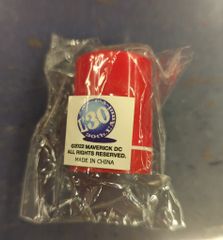 130
©2022 MAVERICK DC
ALL RIGHTS RESERVED.
MADE IN CHINA